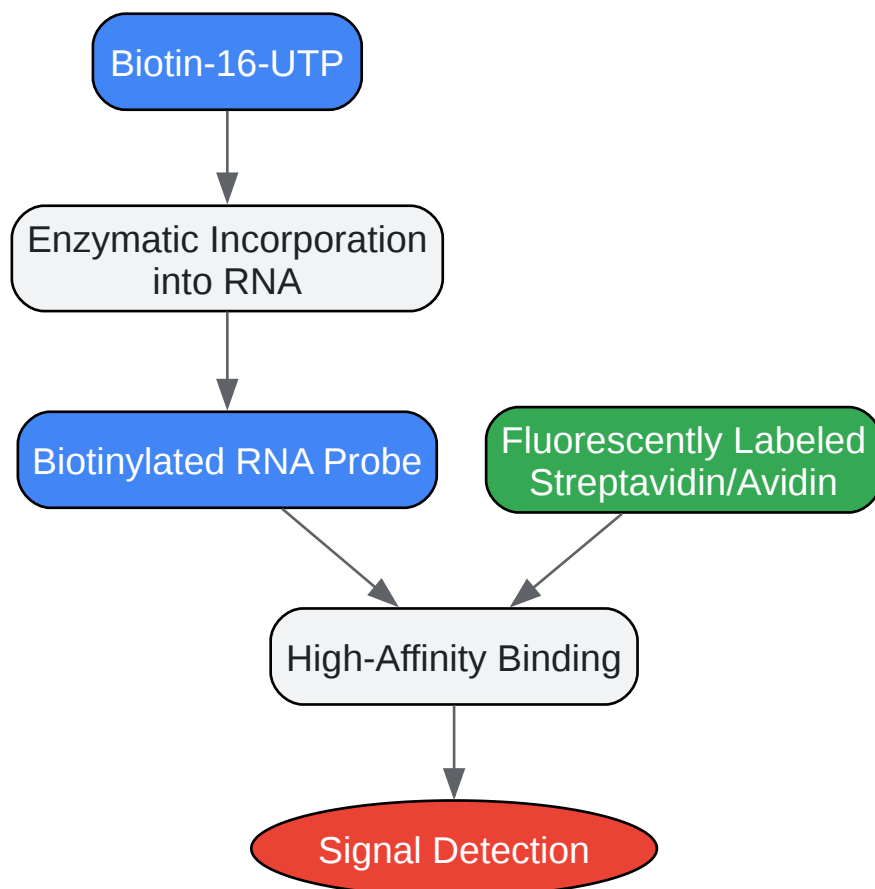 Biotin-16-UTP
Enzymatic Incorporation
into RNA
Biotinylated RNA Probe
Fluorescently Labeled
Streptavidin/Avidin
High-Affinity Binding
Signal Detection